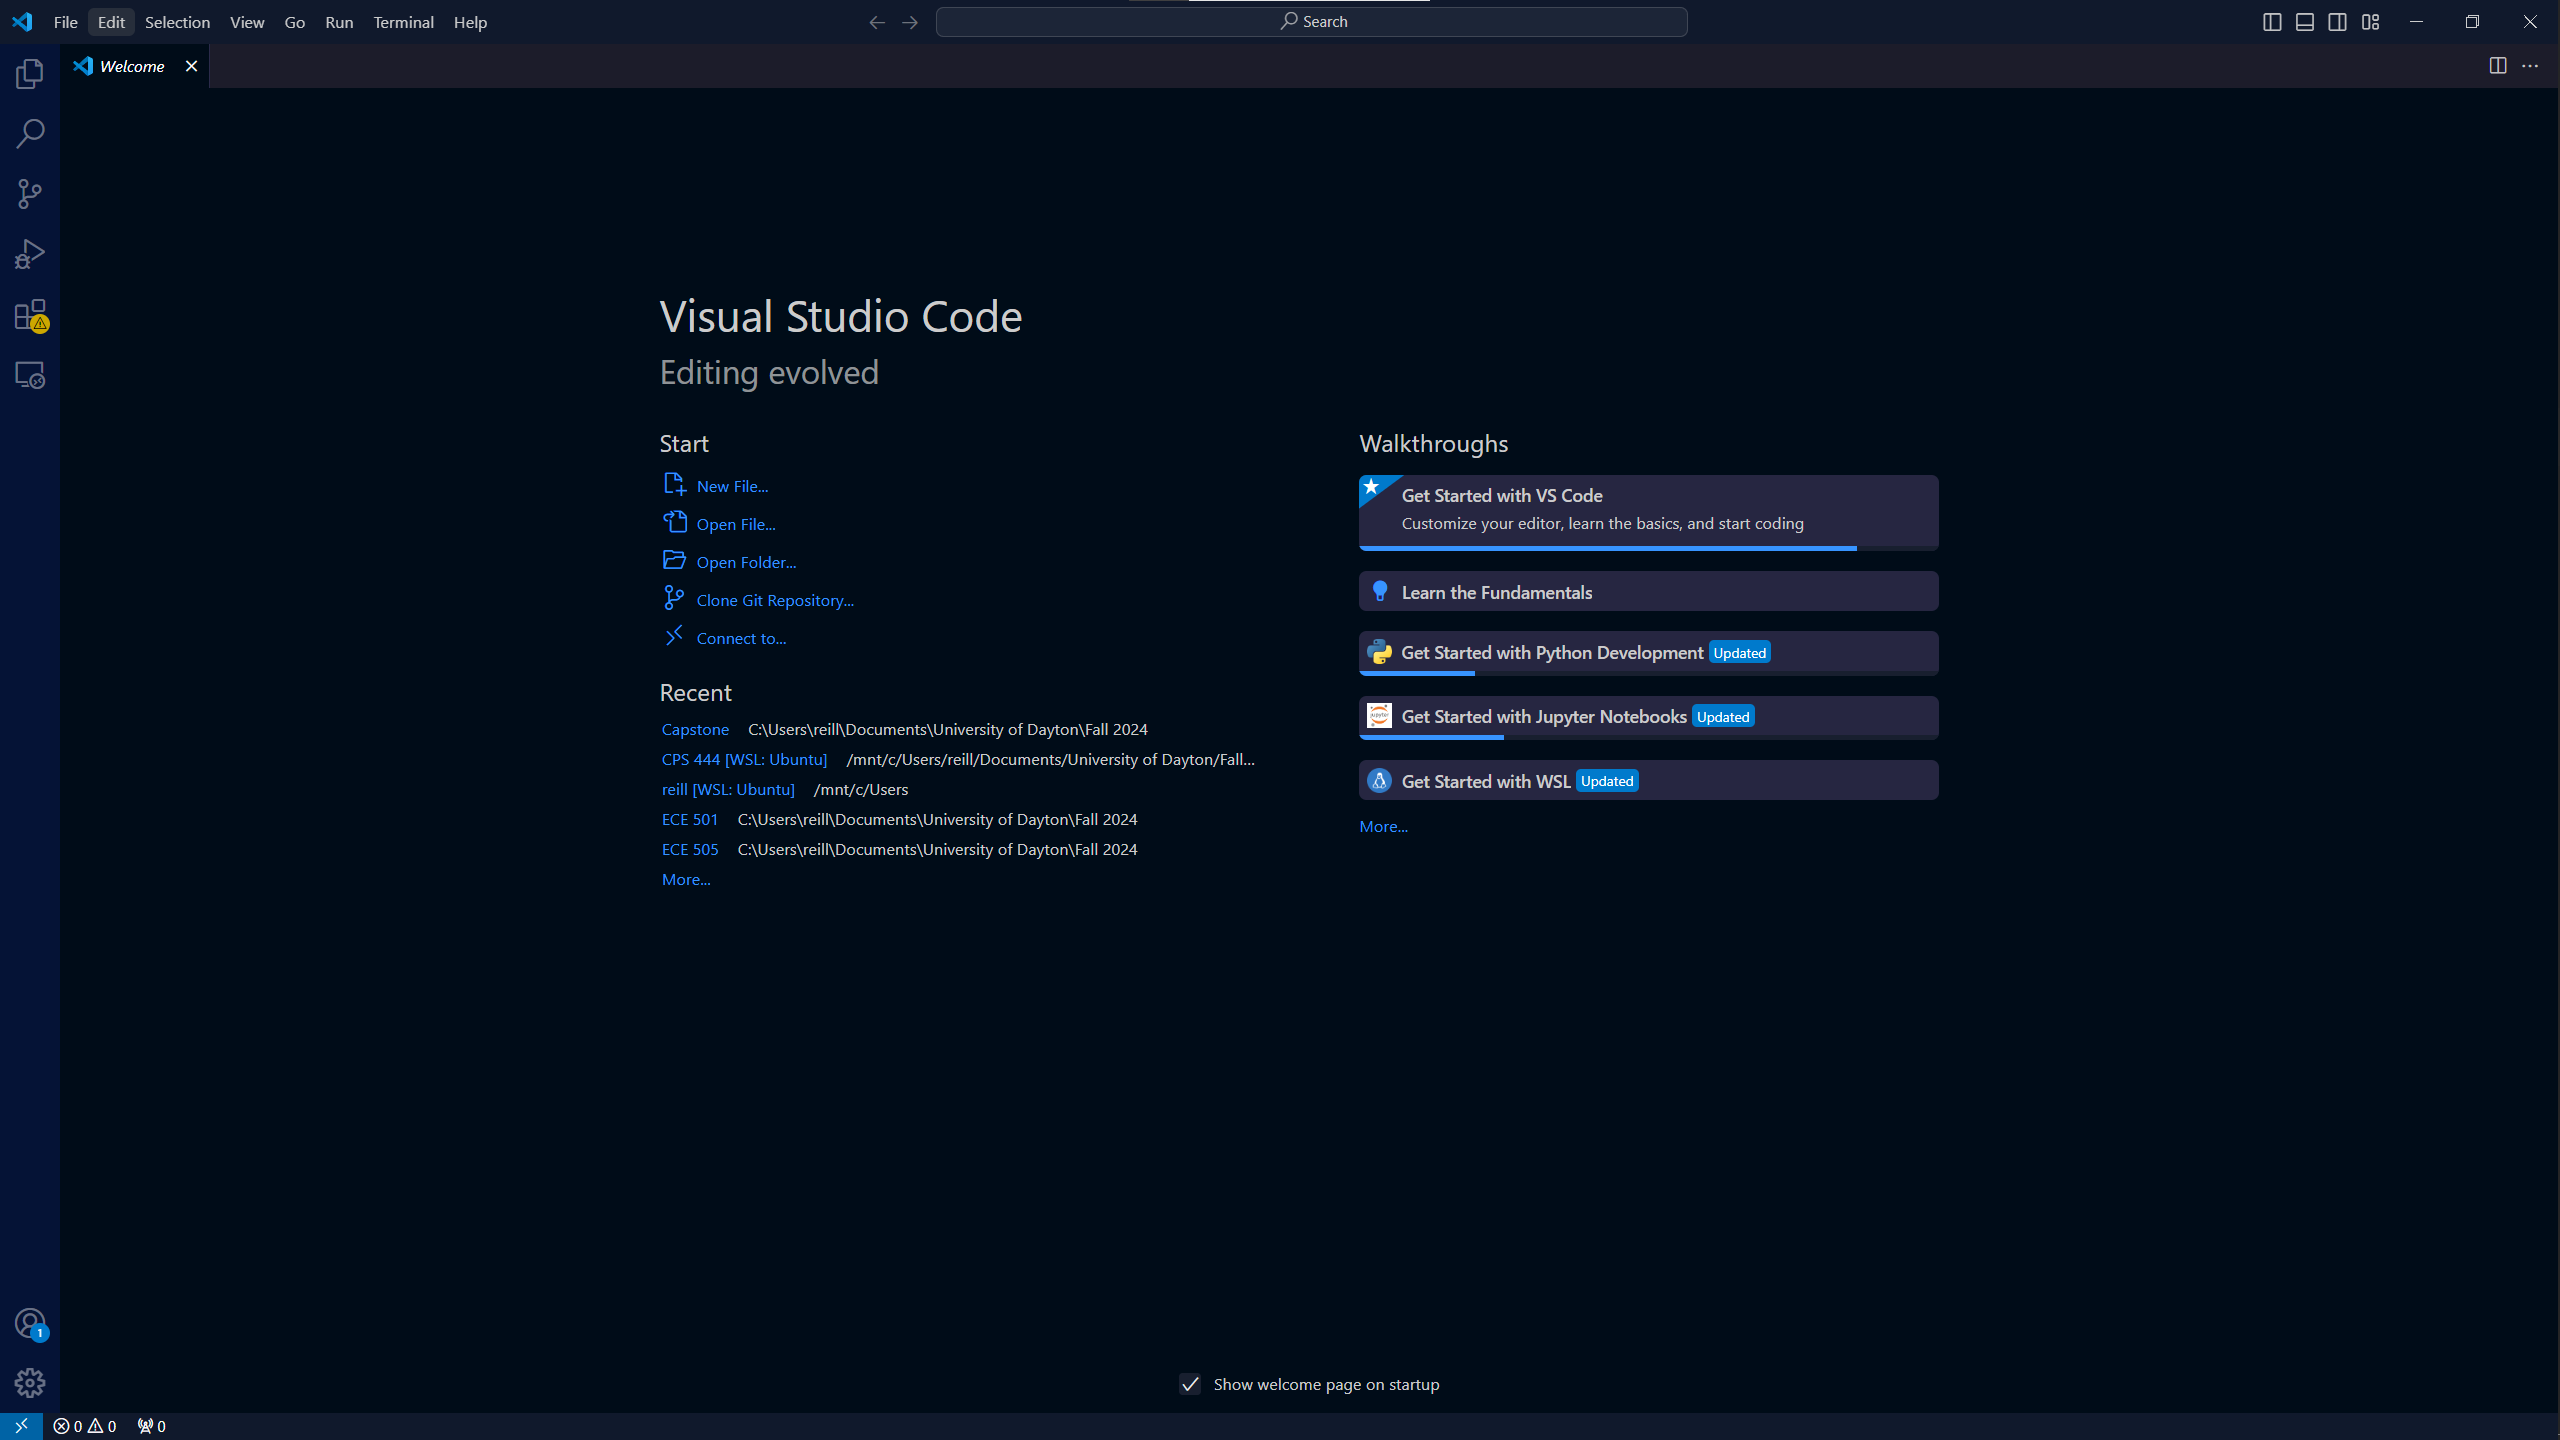 File Edit Selection View Go Run Terminal Help
Search
Welcome
Visual Studio Code
Editing evolved
Start
New File...
Open File...
Open Folder...
Clone Git Repository...
Connect to...
Recent
Capstone C:\Users\reill\Documents\University of Dayton\Fall 2024
CPS 444 [WSL: Ubuntu] /mnt/c/Users/reill/Documents/University of Dayton/Fall...
reill [WSL: Ubuntu] /mnt/c/Users
ECE 501 C:\Users\reill\Documents\University of Dayton\Fall 2024
ECE 505 C:\Users\reill\Documents\University of Dayton\Fall 2024
More...
Walkthroughs
Get Started with VS Code
Customize your editor, learn the basics, and start coding
Learn the Fundamentals
Get Started with Python Development Updated
Get Started with Jupyter Notebooks Updated
Get Started with WSL Updated
More...
1
Show welcome page on startup
0 0 0